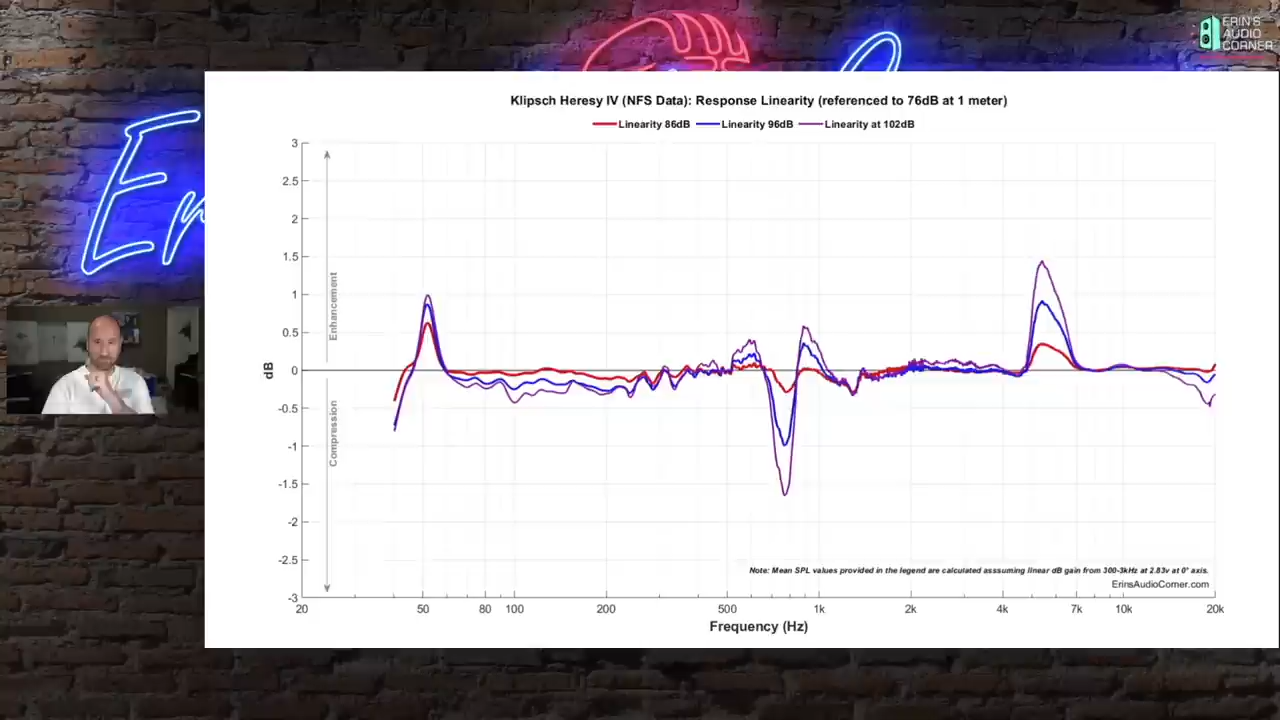 ERIN'S
AUDIO
CORNER
Er
Klipsch Heresy IV (NFS Data): Response Linearity (referenced to 76dB at 1 meter)
Linearity 86dB Linearity 96dB Linearity at 102dB
3
2.5
2
1.5
1
0.5
0
-0.5
-1
-1.5
-2
-2.5
-3
dB
Enhancement
Compression
Note: Mean SPL values provided in the legend are calculated asssuming linear dB gain from 300-3kHz at 2.83v at 0° axis.
ErinsAudioCorner.com
20 50 80 100 200 500 1k 2k 4k 7k 10k 20k
Frequency (Hz)